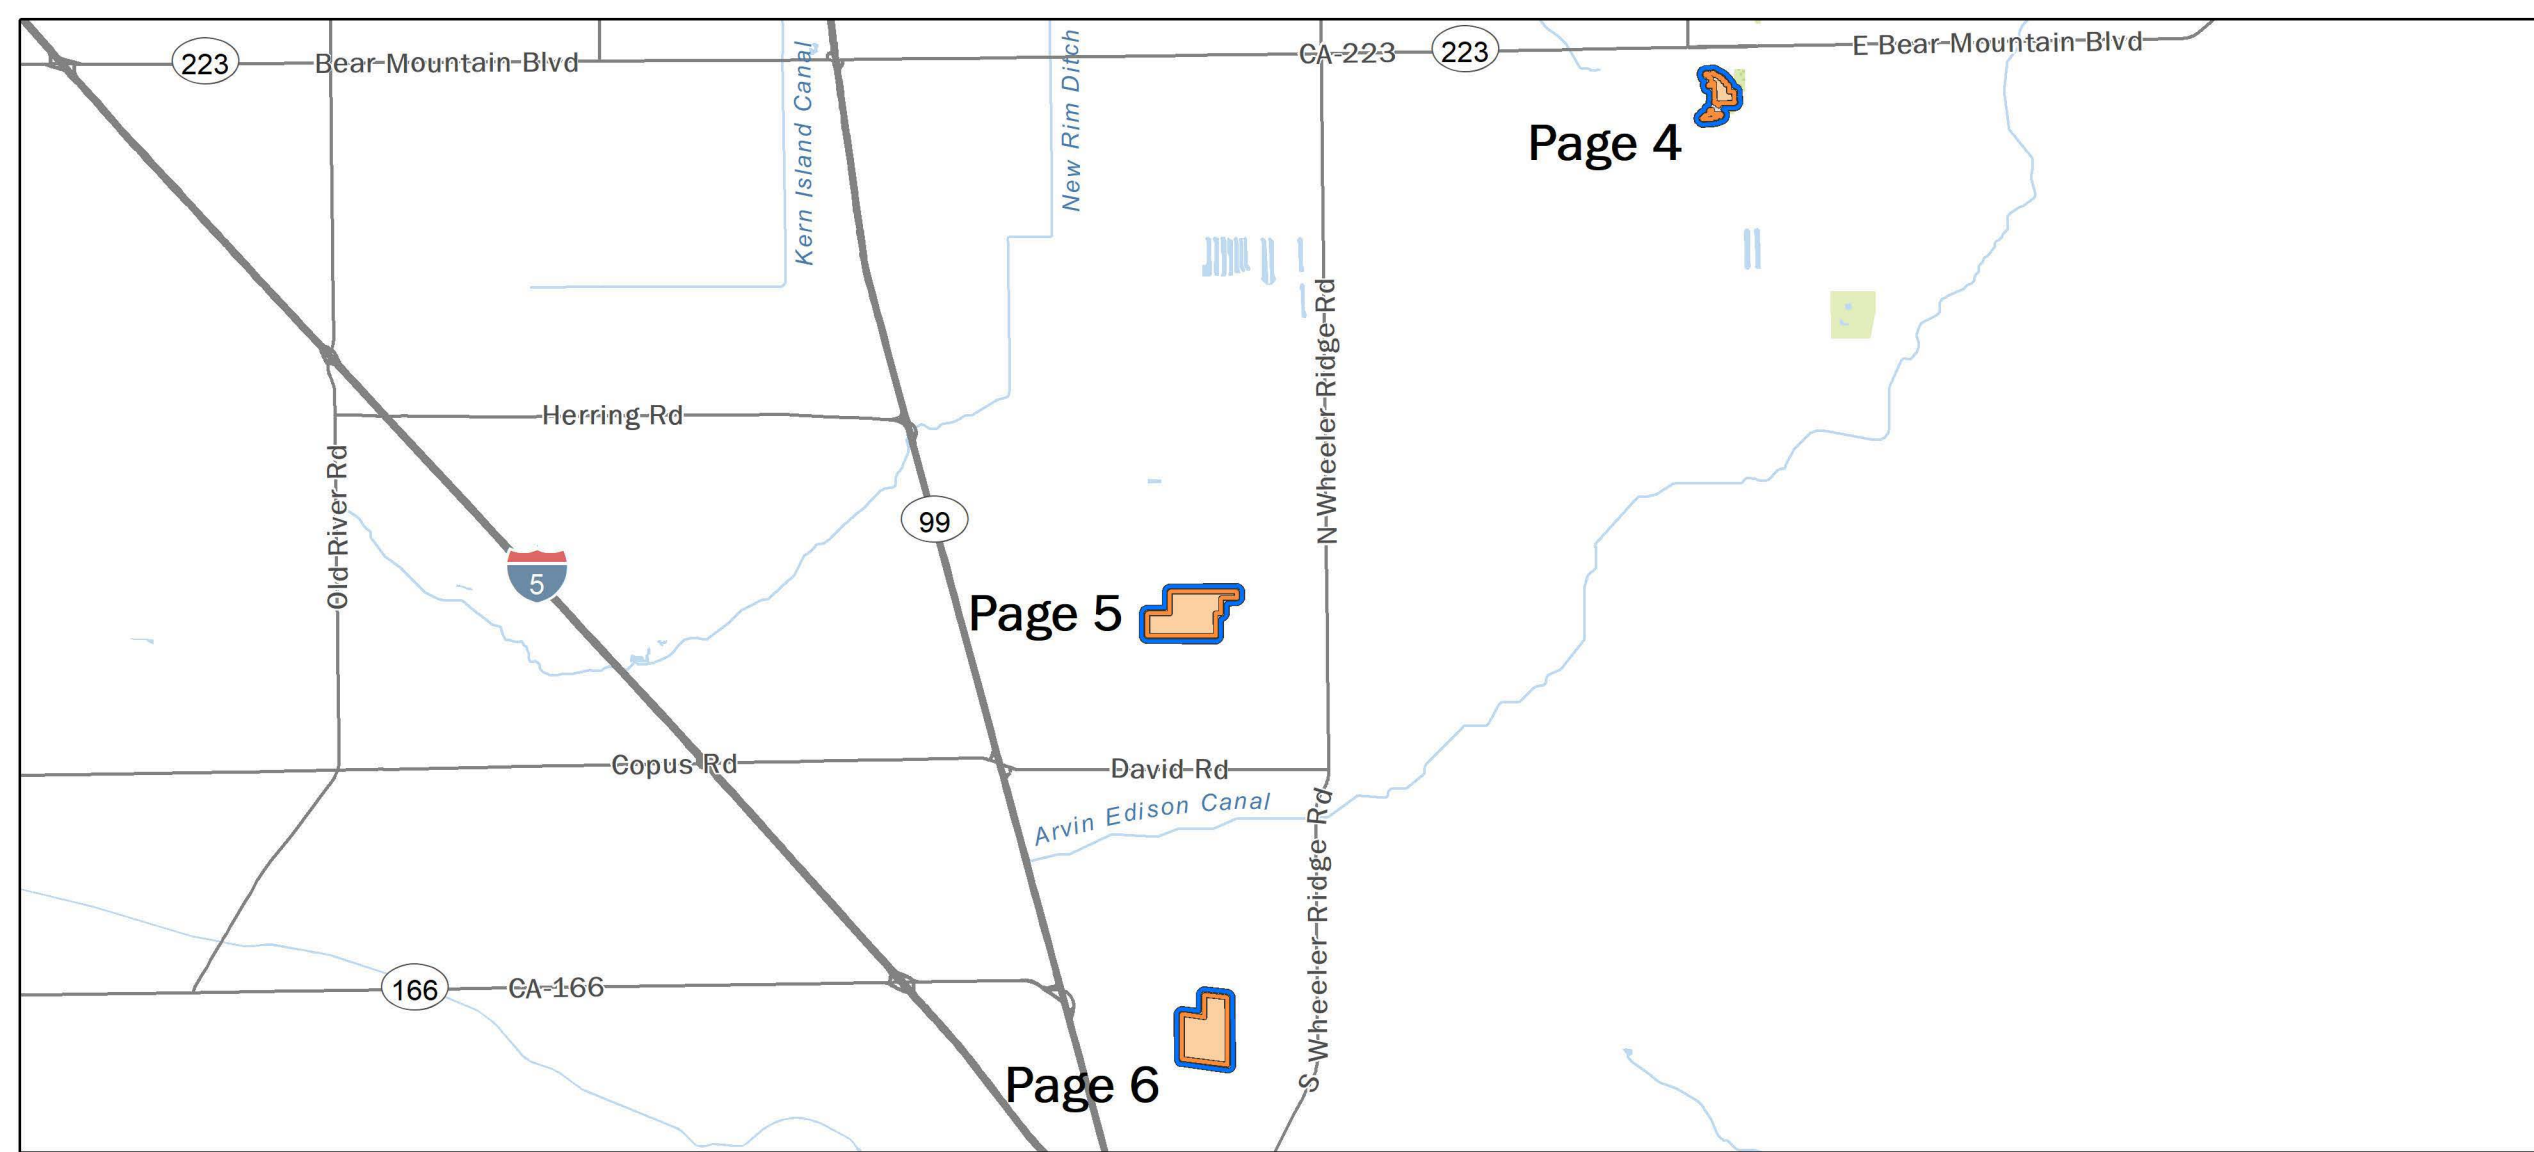 223
Bear Mountain Blvd
CA-223
223
E Bear Mountain Blvd
Kern Island Canal
New Rim Ditch
Page 4
N Wheeler Ridge Rd
Herring Rd
Old River Rd
99
5
Page 5
Copus Rd
David Rd
Arvin Edison Canal
S Wheeler Ridge Rd
166
CA-166
Page 6